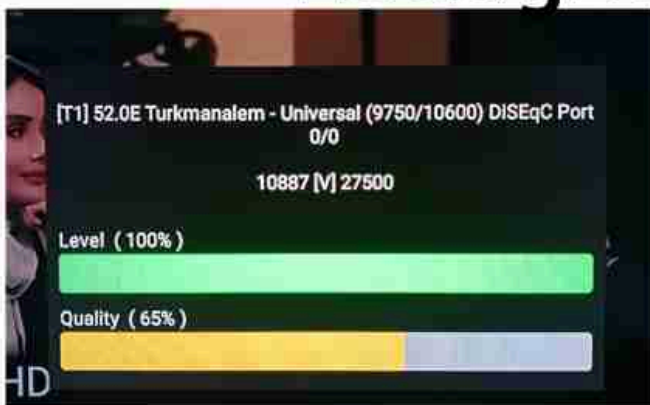 [T1] 52.0E Turkmanalem - Universal (9750/10600) DISEqC Port
0/0
10887 [V] 27500
Level ( 100% )
Quality ( 65% )
HD